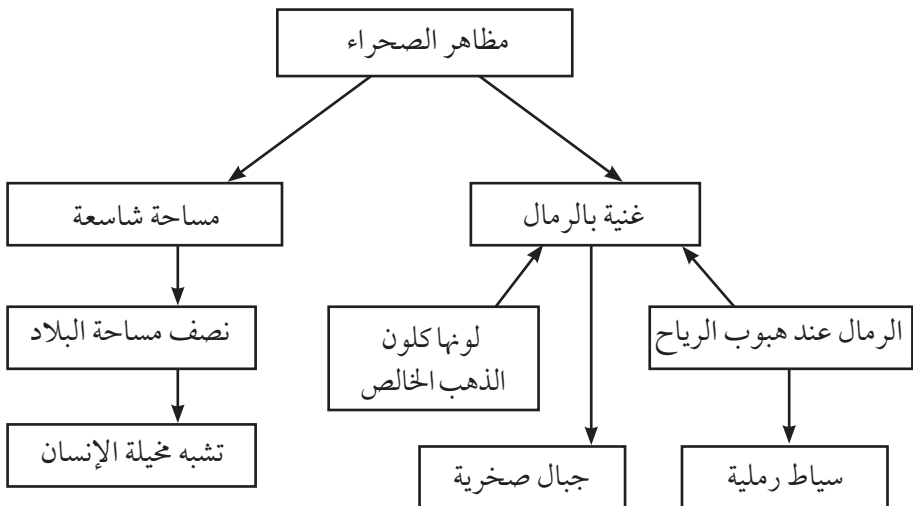 مظاهر الصحراء
غنية بالرمال
مساحة شاسعة
الرمال عند هبوب الرياح
لونها كلون
الذهب الخالص
نصف مساحة البلاد
سياط رملية
جبال صخرية
تشبه مخيلة الإنسان